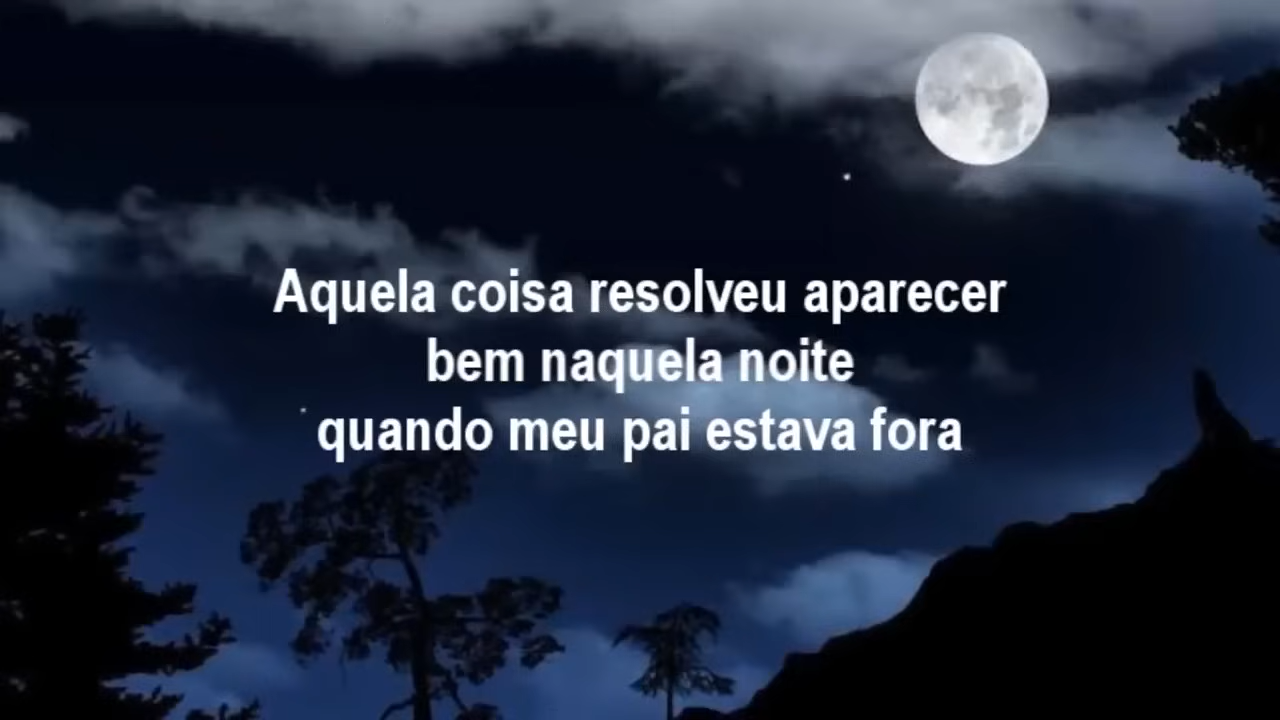 Aquela coisa resolveu aparecer
bem naquela noite
quando meu pai estava fora